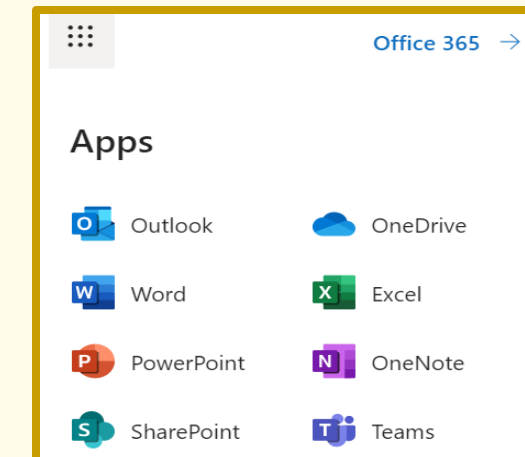 Office 365 →
Apps
Outlook OneDrive
Word Excel
PowerPoint OneNote
SharePoint Teams